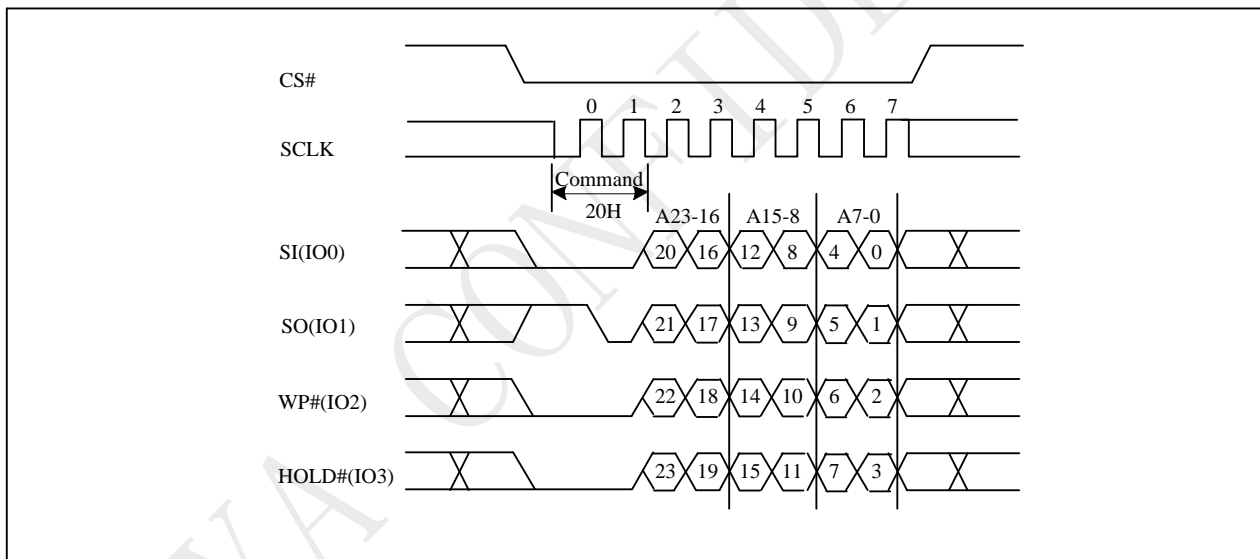 CS#
0 1 2 3 4 5 6 7
SCLK
Command
20H
A23-16 A15-8 A7-0
SI(IO0) 20 16 12 8 4 0
SO(IO1) 21 17 13 9 5 1
WP#(IO2) 22 18 14 10 6 2
HOLD#(IO3) 23 19 15 11 7 3
VA CONFID